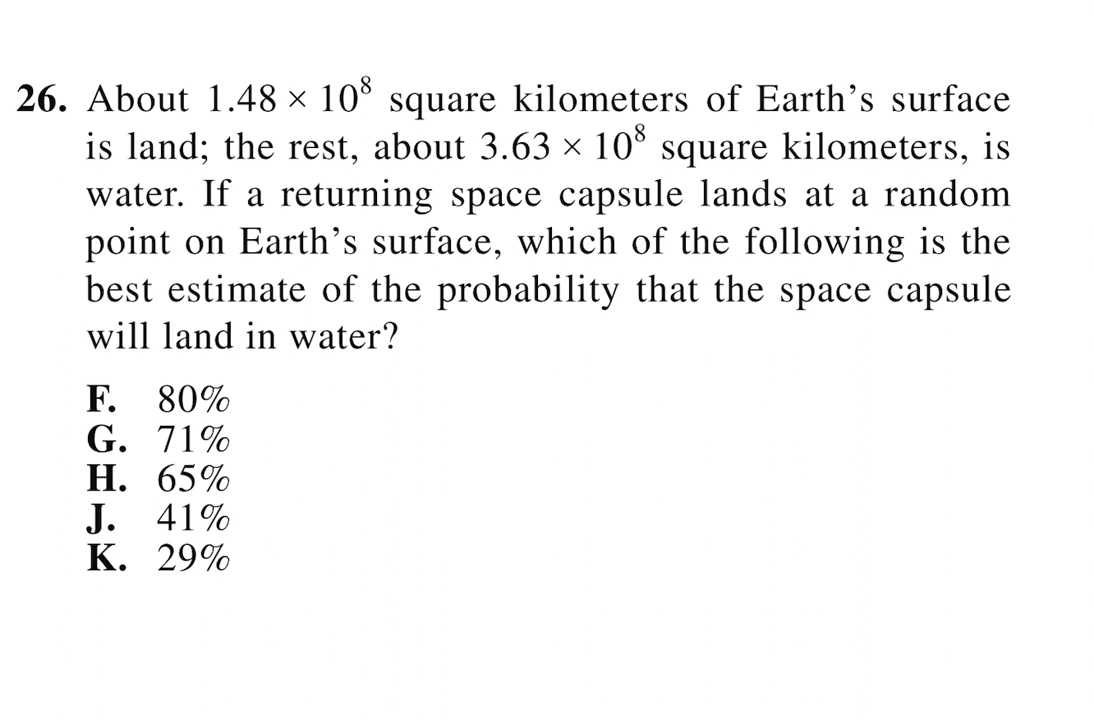 26. About 1.48 × 10⁸ square kilometers of Earth’s surface
is land; the rest, about 3.63 × 10⁸ square kilometers, is
water. If a returning space capsule lands at a random
point on Earth’s surface, which of the following is the
best estimate of the probability that the space capsule
will land in water?
F. 80%
G. 71%
H. 65%
J. 41%
K. 29%